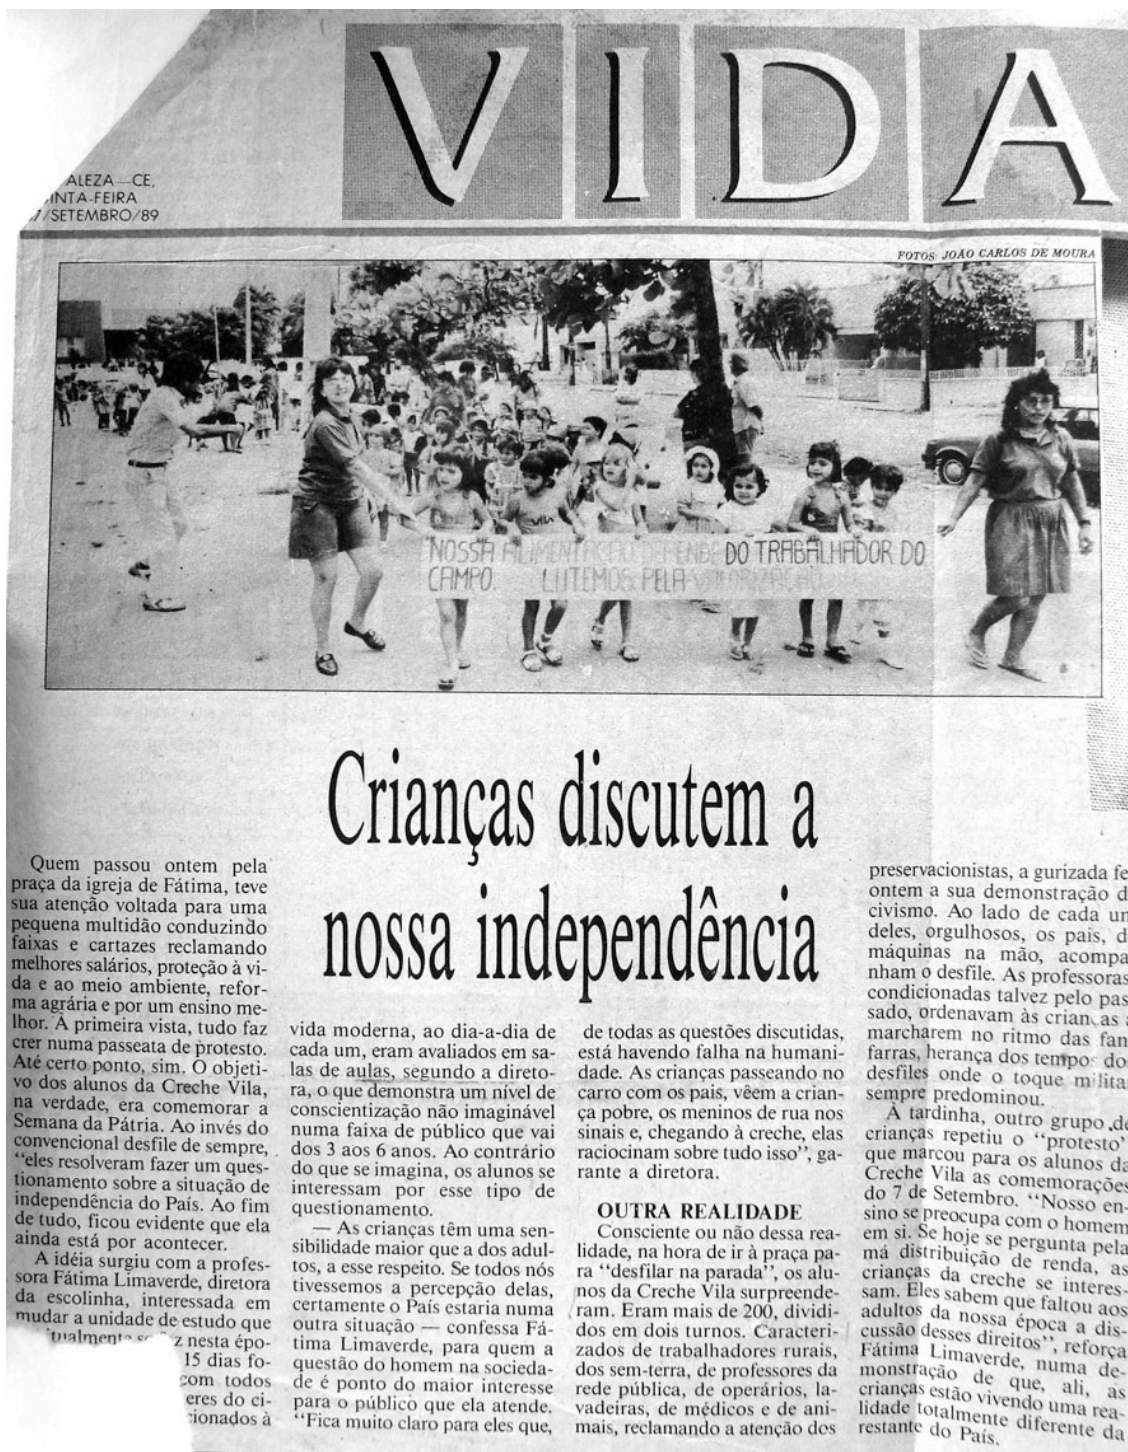 VIDA
ALEZA — CE,
INTA-FEIRA
7/SETEMBRO/89
FOTOS: JOÃO CARLOS DE MOURA
NOSSA ALIMENTAÇÃO DEPENDE DO TRABALHADOR DO
CAMPO. LUTEMOS PELA VALORIZAÇÃO.
Crianças discutem a
nossa independência
Quem passou ontem pela
praça da igreja de Fátima, teve
sua atenção voltada para uma
pequena multidão conduzindo
faixas e cartazes reclamando
melhores salários, proteção à vi-
da e ao meio ambiente, refor-
ma agrária e por um ensino me-
lhor. À primeira vista, tudo faz
crer numa passeata de protesto.
Até certo ponto, sim. O objeti-
vo dos alunos da Creche Vila,
na verdade, era comemorar a
Semana da Pátria. Ao invés do
convencional desfile de sempre,
"eles resolveram fazer um ques-
tionamento sobre a situação de
independência do País. Ao fim
de tudo, ficou evidente que ela
ainda está por acontecer.
A idéia surgiu com a profes-
sora Fátima Limaverde, diretora
da escolinha, interessada em
mudar a unidade de estudo que
z nesta épo-
15 dias fo-
com todos
eres do ci-
cionados à
vida moderna, ao dia-a-dia de
cada um, eram avaliados em sa-
las de aulas, segundo a direto-
ra, o que demonstra um nível de
conscientização não imaginável
numa faixa de público que vai
dos 3 aos 6 anos. Ao contrário
do que se imagina, os alunos se
interessam por esse tipo de
questionamento.
— As crianças têm uma sen-
sibilidade maior que a dos adul-
tos, a esse respeito. Se todos nós
tivessemos a percepção delas,
certamente o País estaria numa
outra situação — confessa Fá-
tima Limaverde, para quem a
questão do homem na socieda-
de é ponto do maior interesse
para o público que ela atende.
"Fica muito claro para eles que,
de todas as questões discutidas,
está havendo falha na humani-
dade. As crianças passeando no
carro com os pais, vêem a crian-
ça pobre, os meninos de rua nos
sinais e, chegando à creche, elas
raciocinam sobre tudo isso", ga-
rante a diretora.
OUTRA REALIDADE
Consciente ou não dessa rea-
lidade, na hora de ir à praça pa-
ra "desfilar na parada", os alu-
nos da Creche Vila surpreende-
ram. Eram mais de 200, dividi-
dos em dois turnos. Caracteri-
zados de trabalhadores rurais,
dos sem-terra, de professores da
rede pública, de operários, la-
vadeiras, de médicos e de ani-
mais, reclamando a atenção dos
preservacionistas, a gurizada fe
ontem a sua demonstração d
civismo. Ao lado de cada un
deles, orgulhosos, os pais, d
máquinas na mão, acompa
nham o desfile. As professoras
condicionadas talvez pelo pas
sado, ordenavam às crianças a
marcharem no ritmo das fan
farras, herança dos tempos do
desfiles onde o toque milita
sempre predominou.
À tardinha, outro grupo de
crianças repetiu o "protesto"
que marcou para os alunos da
Creche Vila as comemorações
do 7 de Setembro. "Nosso en-
sino se preocupa com o homem
em si. Se hoje se pergunta pela
má distribuição de renda, as
crianças da creche se interes-
sam. Eles sabem que faltou aos
adultos da nossa época a dis-
cussão desses direitos", reforça
Fátima Limaverde, numa de-
monstração de que, ali, as
crianças estão vivendo uma rea-
lidade totalmente diferente da
restante do País.